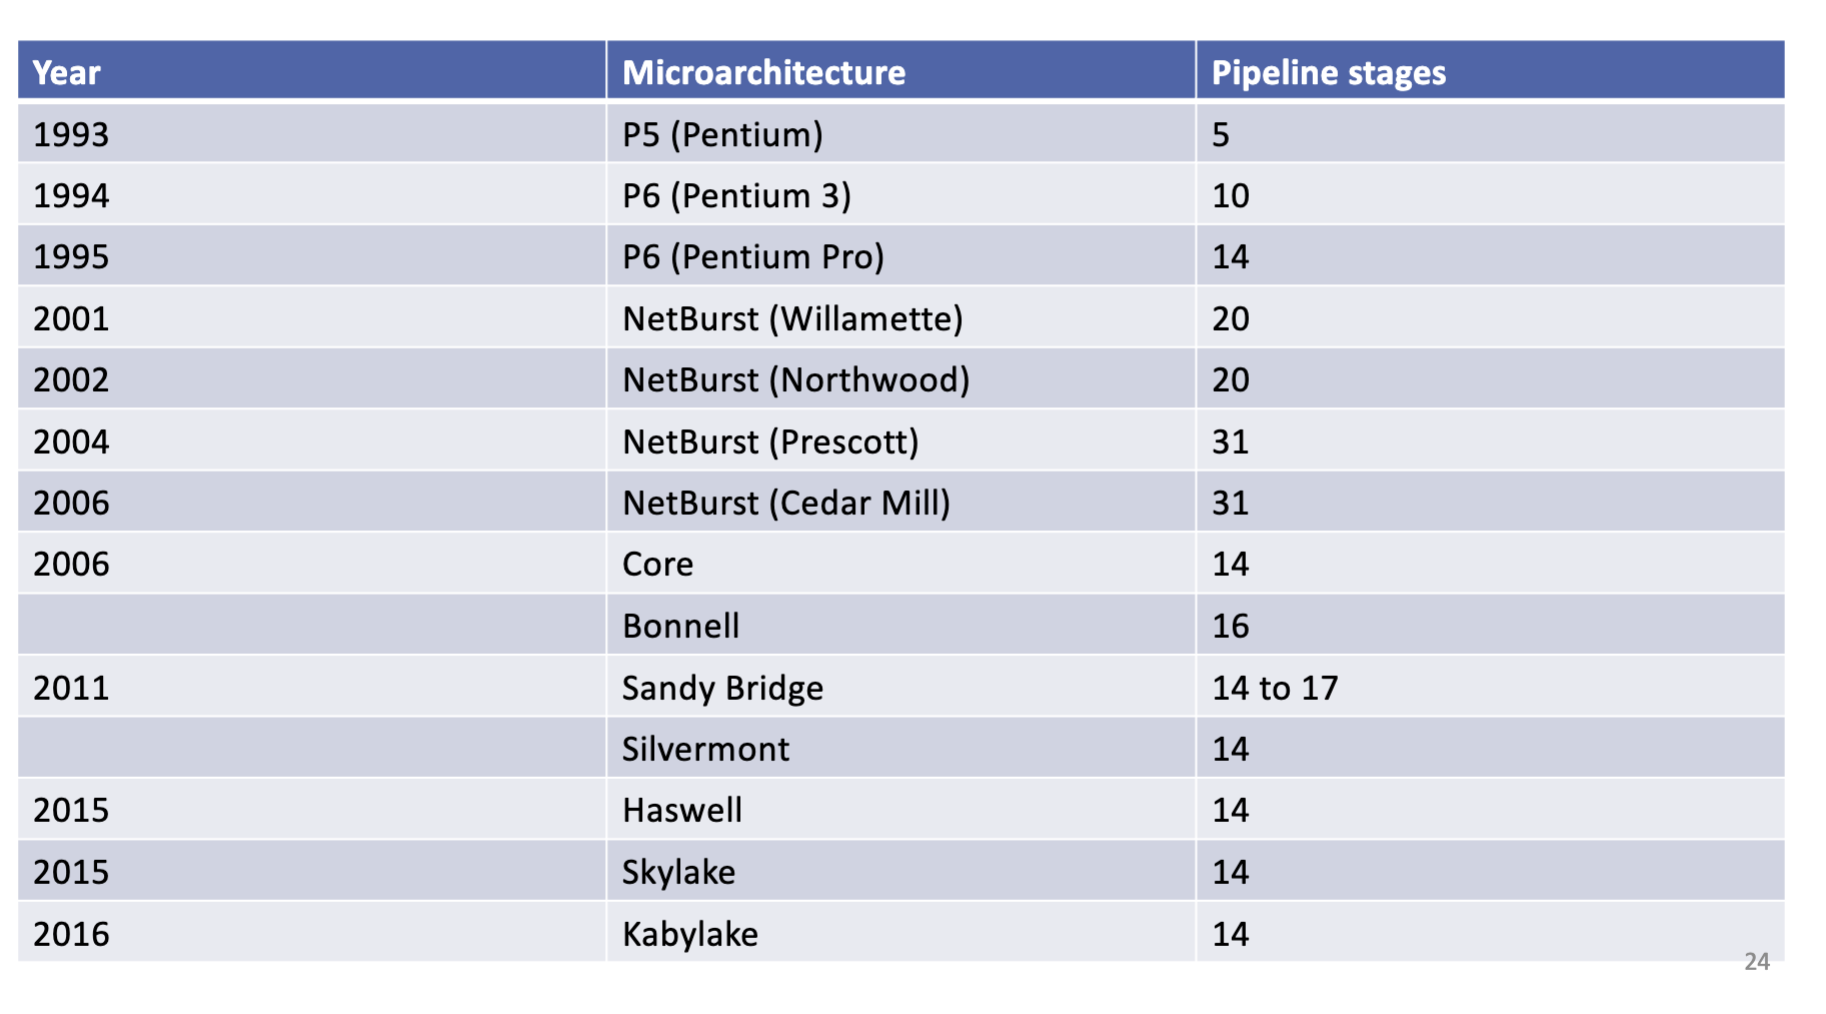 Year Microarchitecture Pipeline stages
1993 P5 (Pentium) 5
1994 P6 (Pentium 3) 10
1995 P6 (Pentium Pro) 14
2001 NetBurst (Willamette) 20
2002 NetBurst (Northwood) 20
2004 NetBurst (Prescott) 31
2006 NetBurst (Cedar Mill) 31
2006 Core 14
Bonnell 16
2011 Sandy Bridge 14 to 17
Silvermont 14
2015 Haswell 14
2015 Skylake 14
2016 Kabylake 14
24